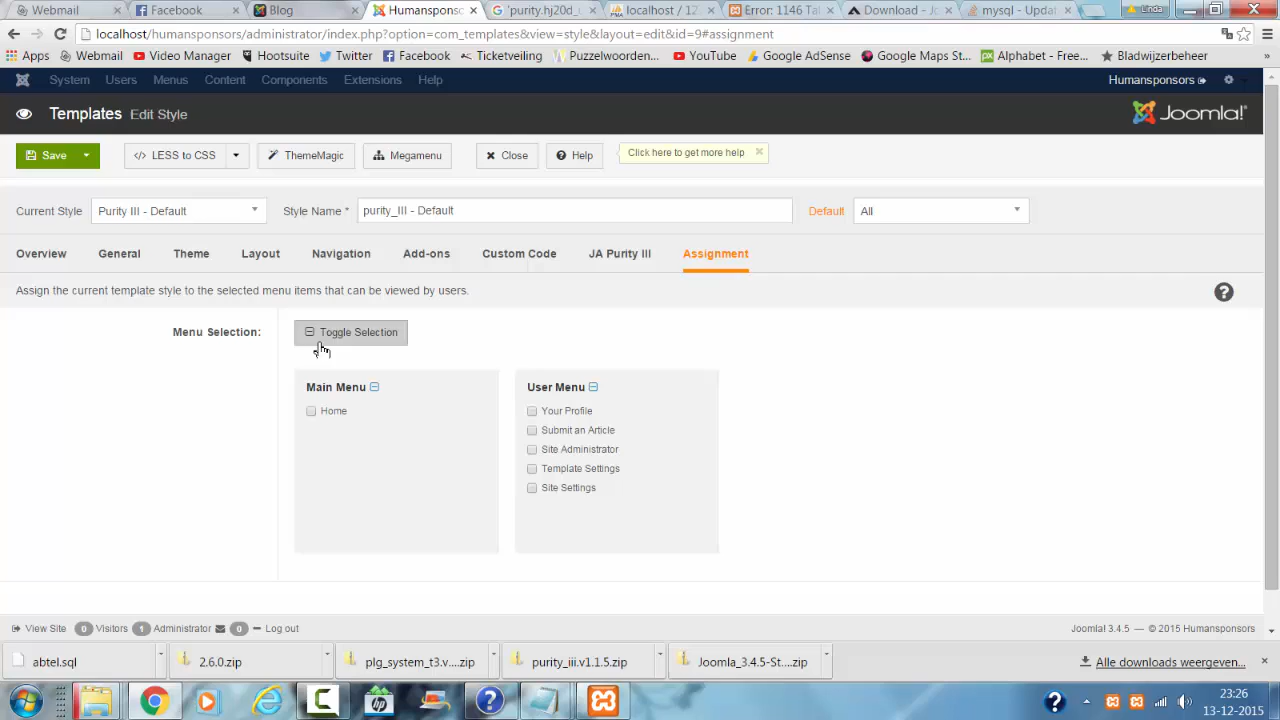 Webmail Facebook Blog Humanspons 'purity.hj20d_ localhost / 12 Error: 1146 Tal Download - Jo mysql - Upda Linda
localhost/humansponsors/administrator/index.php?option=com_templates&view=style&layout=edit&id=9#assignment
Apps Webmail Video Manager Hootsuite Twitter Facebook Ticketveiling Puzzelwoorden... YouTube Google AdSense Google Maps St... Alphabet - Free... Bladwijzerbeheer
System Users Menus Content Components Extensions Help Humansponsors
Templates Edit Style Joomla!
Save LESS to CSS ThemeMagic Megamenu Close Help Click here to get more help
Current Style Purity III - Default Style Name * purity_III - Default Default All
Overview General Theme Layout Navigation Add-ons Custom Code JA Purity III Assignment
Assign the current template style to the selected menu items that can be viewed by users.
Menu Selection: Toggle Selection
Main Menu
Home
User Menu
Your Profile
Submit an Article
Site Administrator
Template Settings
Site Settings
View Site 0 Visitors 1 Administrator 0 Log out Joomla! 3.4.5 — © 2015 Humansponsors
abtel.sql 2.6.0.zip plg_system_t3.v....zip purity_iii.v1.1.5.zip Joomla_3.4.5-St....zip Alle downloads weergeven...
23:26
13-12-2015